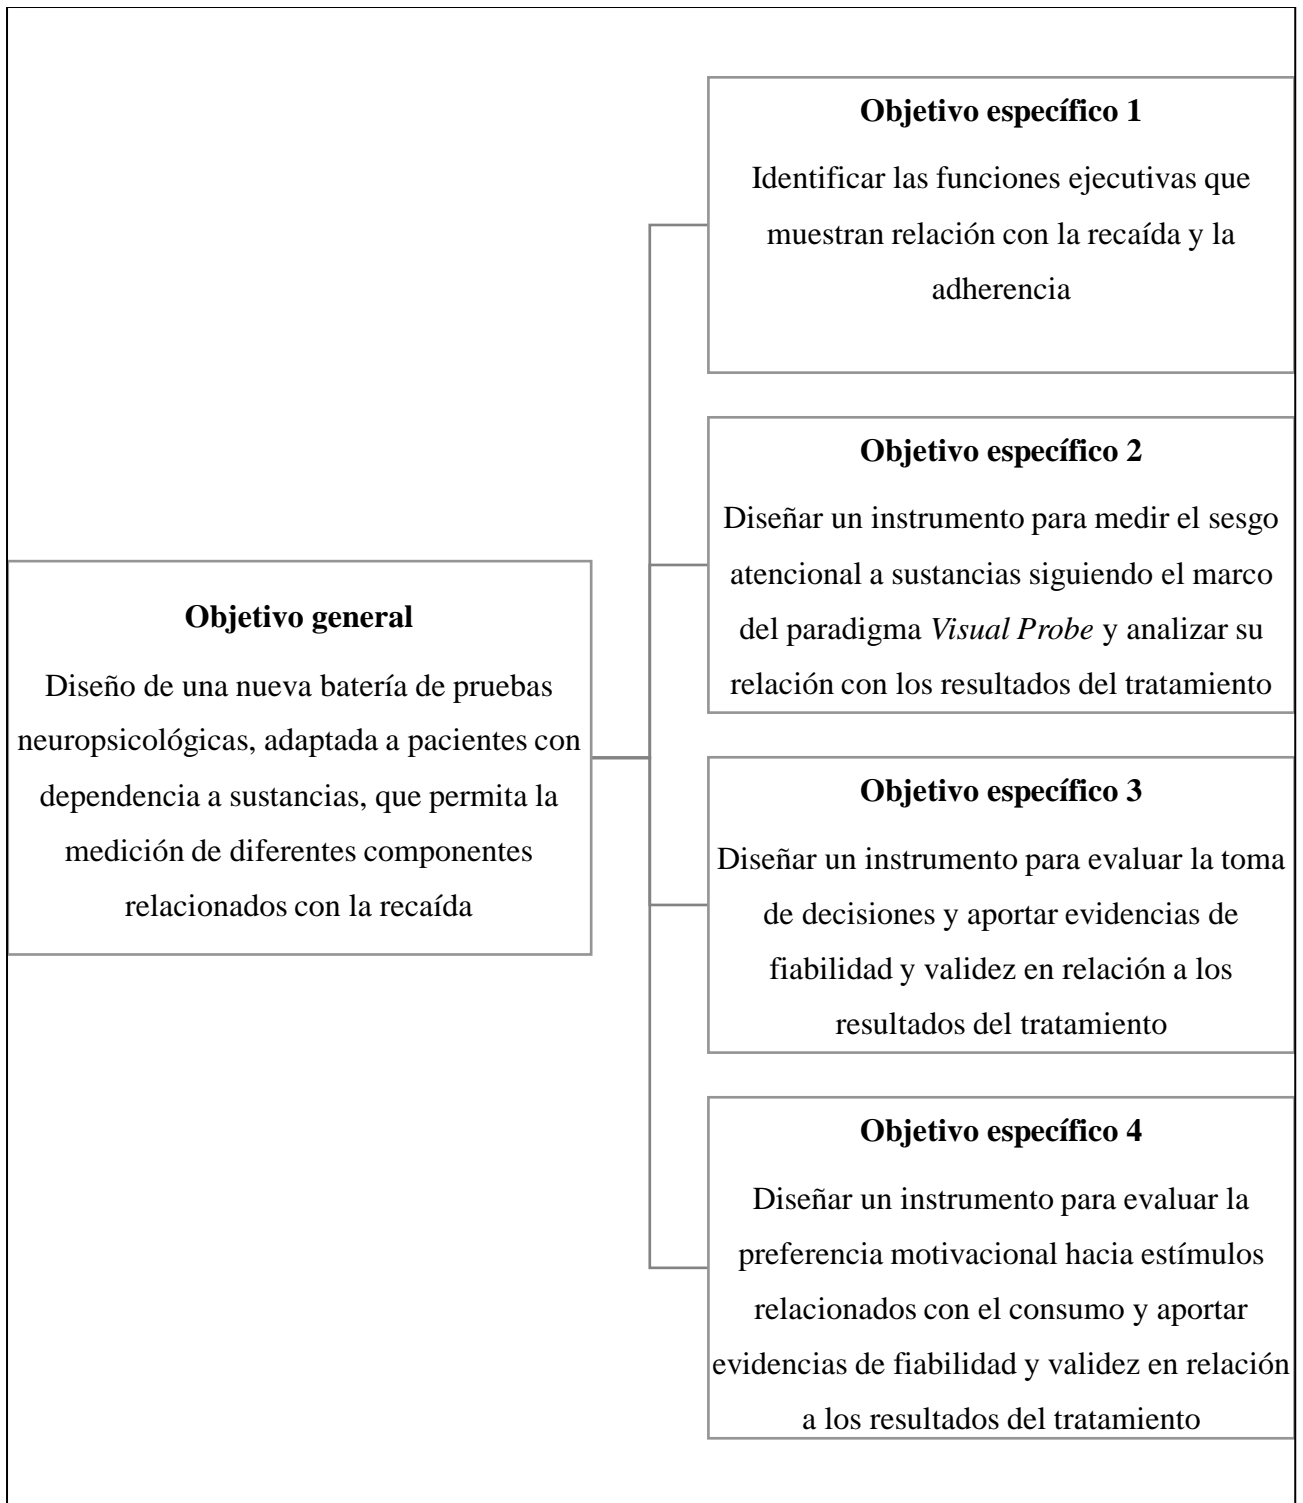 Objetivo general
Diseño de una nueva batería de pruebas
neuropsicológicas, adaptada a pacientes con
dependencia a sustancias, que permita la
medición de diferentes componentes
relacionados con la recaída
Objetivo específico 1
Identificar las funciones ejecutivas que
muestran relación con la recaída y la
adherencia
Objetivo específico 2
Diseñar un instrumento para medir el sesgo
atencional a sustancias siguiendo el marco
del paradigma Visual Probe y analizar su
relación con los resultados del tratamiento
Objetivo específico 3
Diseñar un instrumento para evaluar la toma
de decisiones y aportar evidencias de
fiabilidad y validez en relación a los
resultados del tratamiento
Objetivo específico 4
Diseñar un instrumento para evaluar la
preferencia motivacional hacia estímulos
relacionados con el consumo y aportar
evidencias de fiabilidad y validez en relación
a los resultados del tratamiento